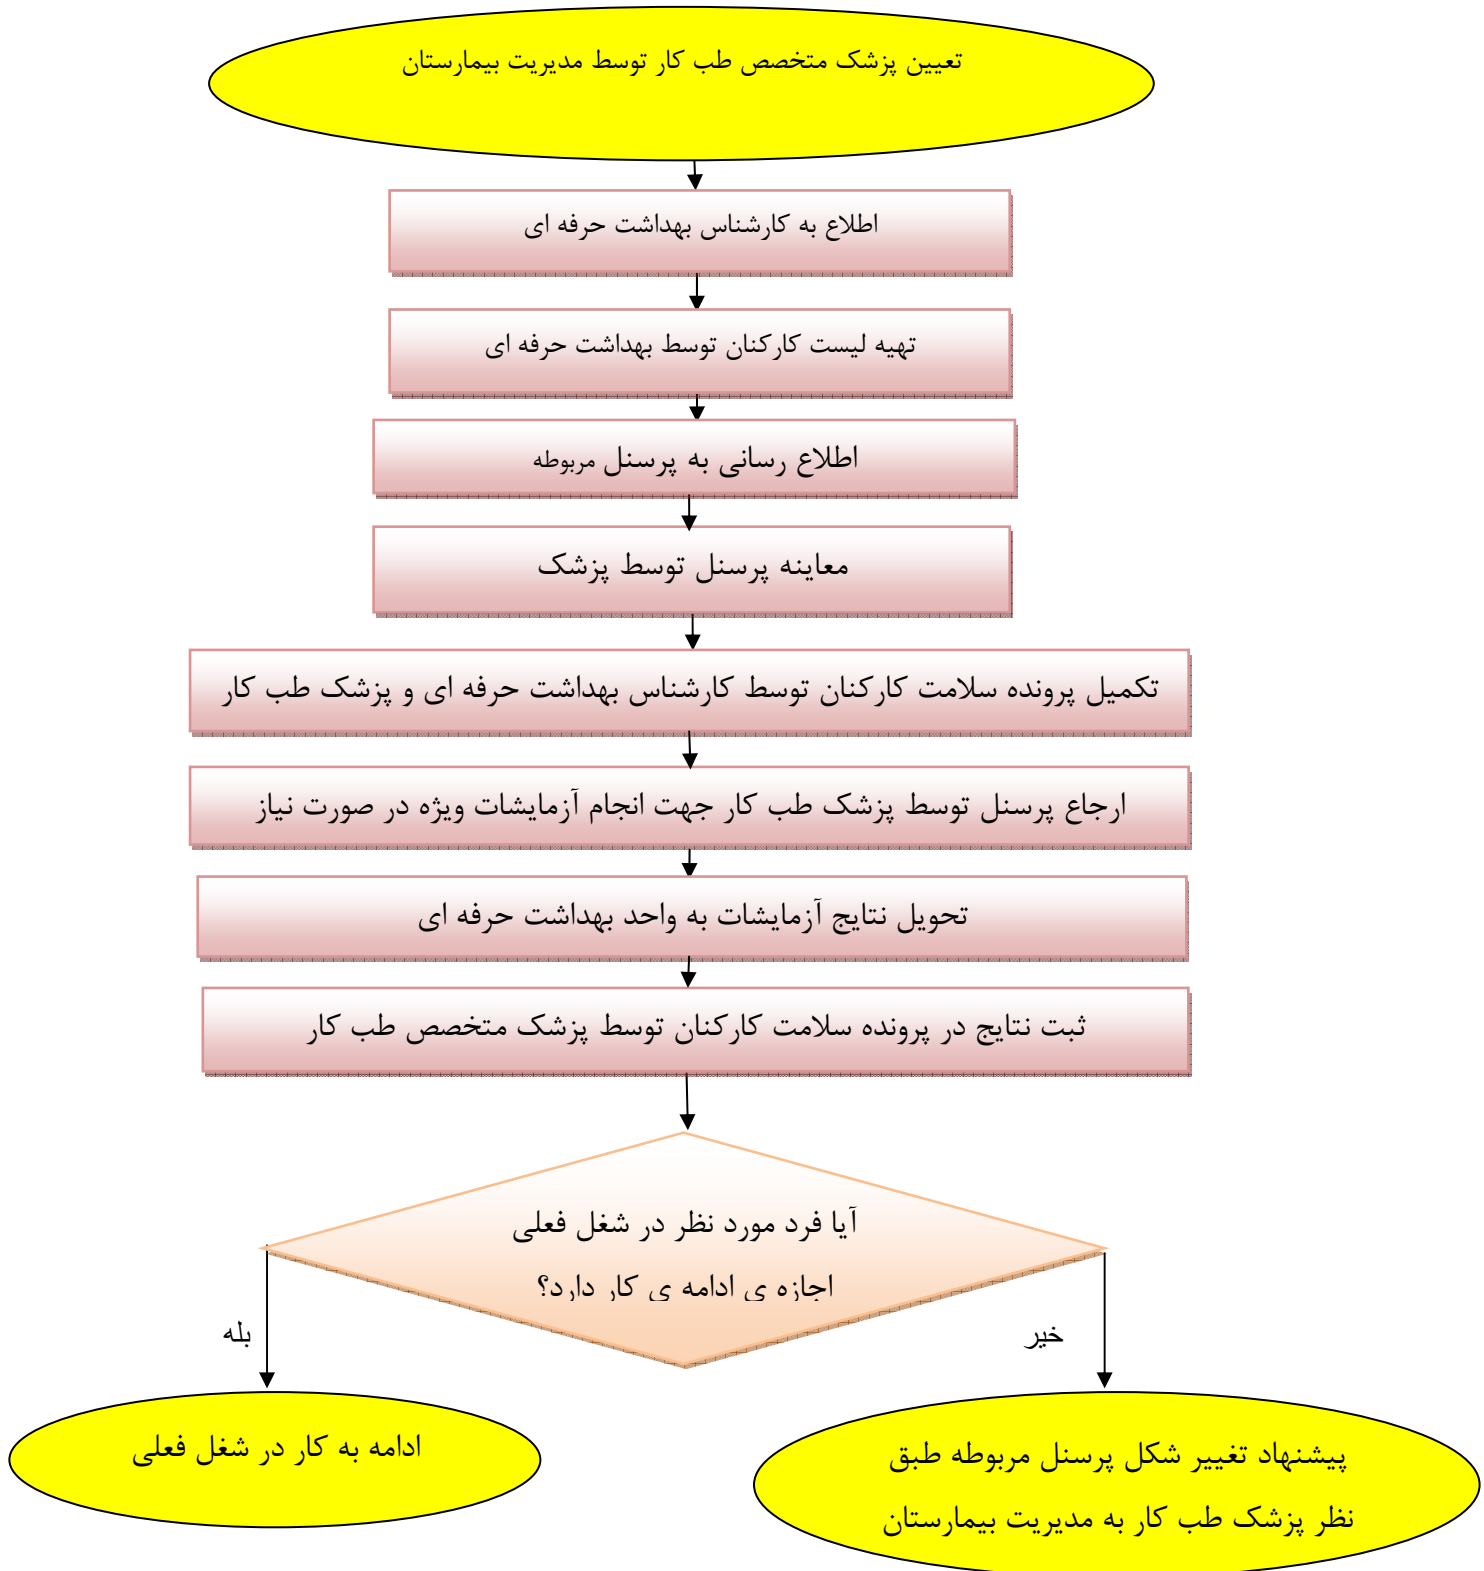 تعیین پزشک متخصص طب کار توسط مدیریت بیمارستان
اطلاع به کارشناس بهداشت حرفه ای
تهیه لیست کارکنان توسط بهداشت حرفه ای
اطلاع رسانی به پرسنل مربوطه
معاینه پرسنل توسط پزشک
تکمیل پرونده سلامت کارکنان توسط کارشناس بهداشت حرفه ای و پزشک طب کار
ارجاع پرسنل توسط پزشک طب کار جهت انجام آزمایشات ویژه در صورت نیاز
تحویل نتایج آزمایشات به واحد بهداشت حرفه ای
ثبت نتایج در پرونده سلامت کارکنان توسط پزشک متخصص طب کار
آیا فرد مورد نظر در شغل فعلی
اجازه ی ادامه ی کار دارد؟
خیر
بله
پیشنهاد تغییر شکل پرسنل مربوطه طبق
نظر پزشک طب کار به مدیریت بیمارستان
ادامه به کار در شغل فعلی